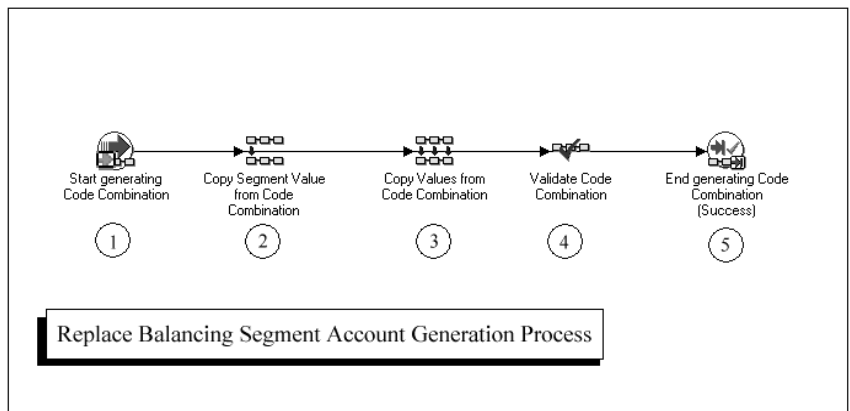 Start generating
Code Combination
Copy Segment Value
from Code
Combination
Copy Values from
Code Combination
Validate Code
Combination
End generating Code
Combination
(Success)
1
2
3
4
5
Replace Balancing Segment Account Generation Process